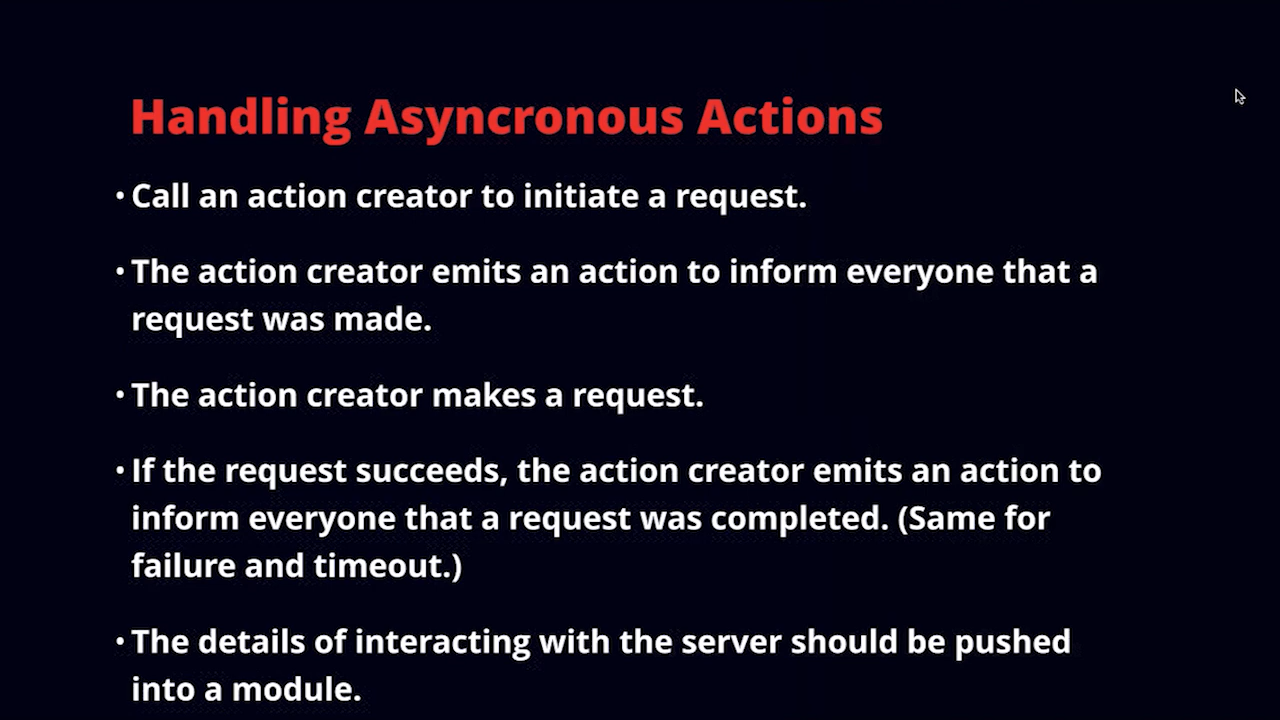 Handling Asyncronous Actions
• Call an action creator to initiate a request.
• The action creator emits an action to inform everyone that a
request was made.
• The action creator makes a request.
• If the request succeeds, the action creator emits an action to
inform everyone that a request was completed. (Same for
failure and timeout.)
• The details of interacting with the server should be pushed
into a module.